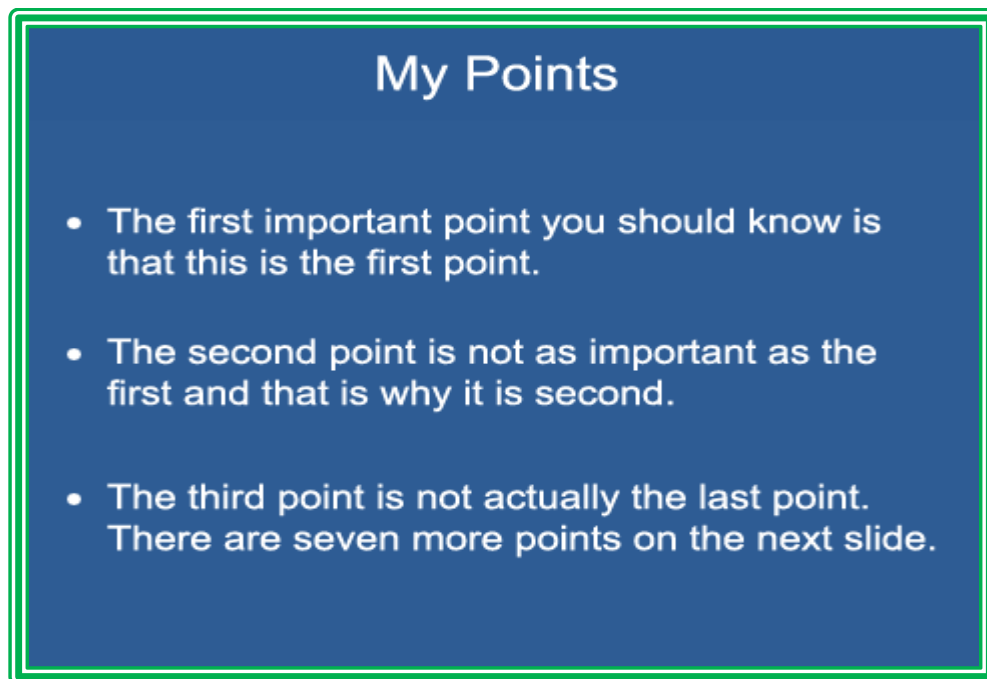 My Points
• The first important point you should know is
that this is the first point.
• The second point is not as important as the
first and that is why it is second.
• The third point is not actually the last point.
There are seven more points on the next slide.